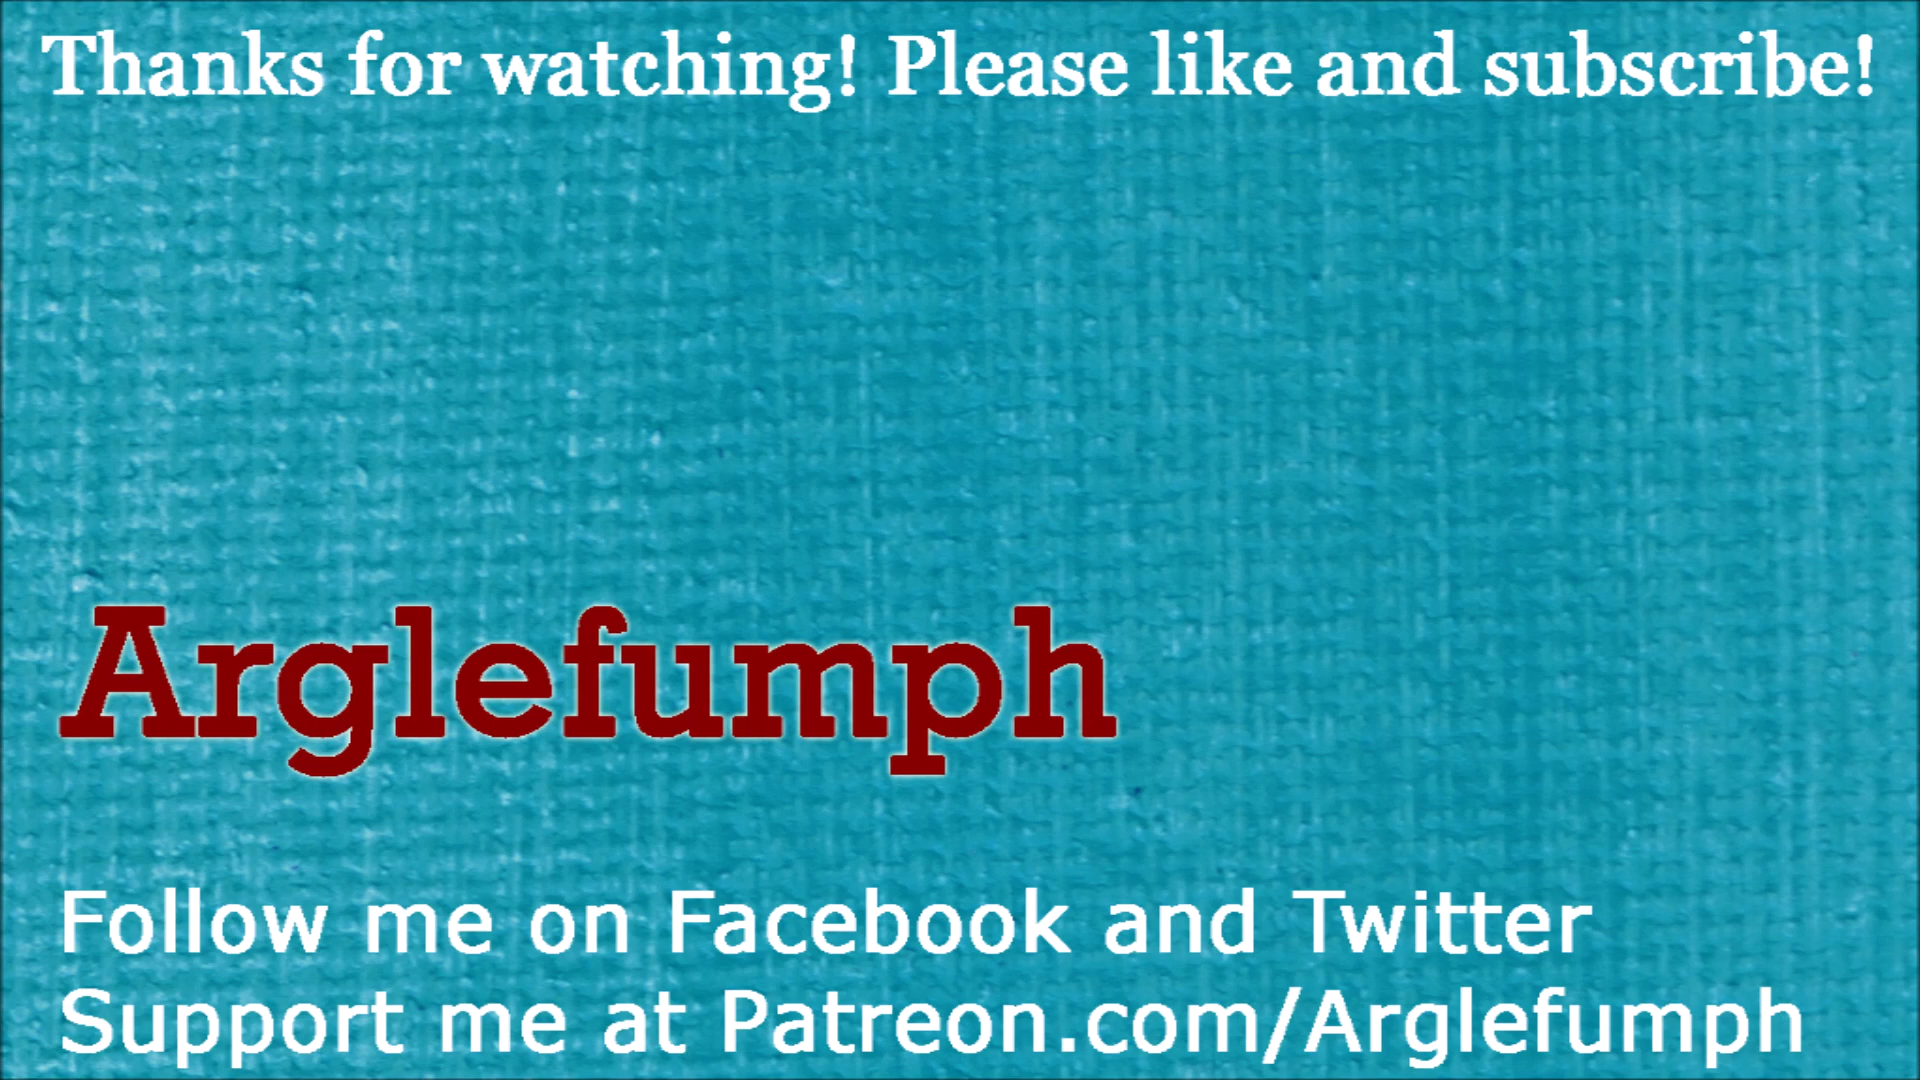 Thanks for watching! Please like and subscribe!
Arglefumph
Follow me on Facebook and Twitter
Support me at Patreon.com/Arglefumph